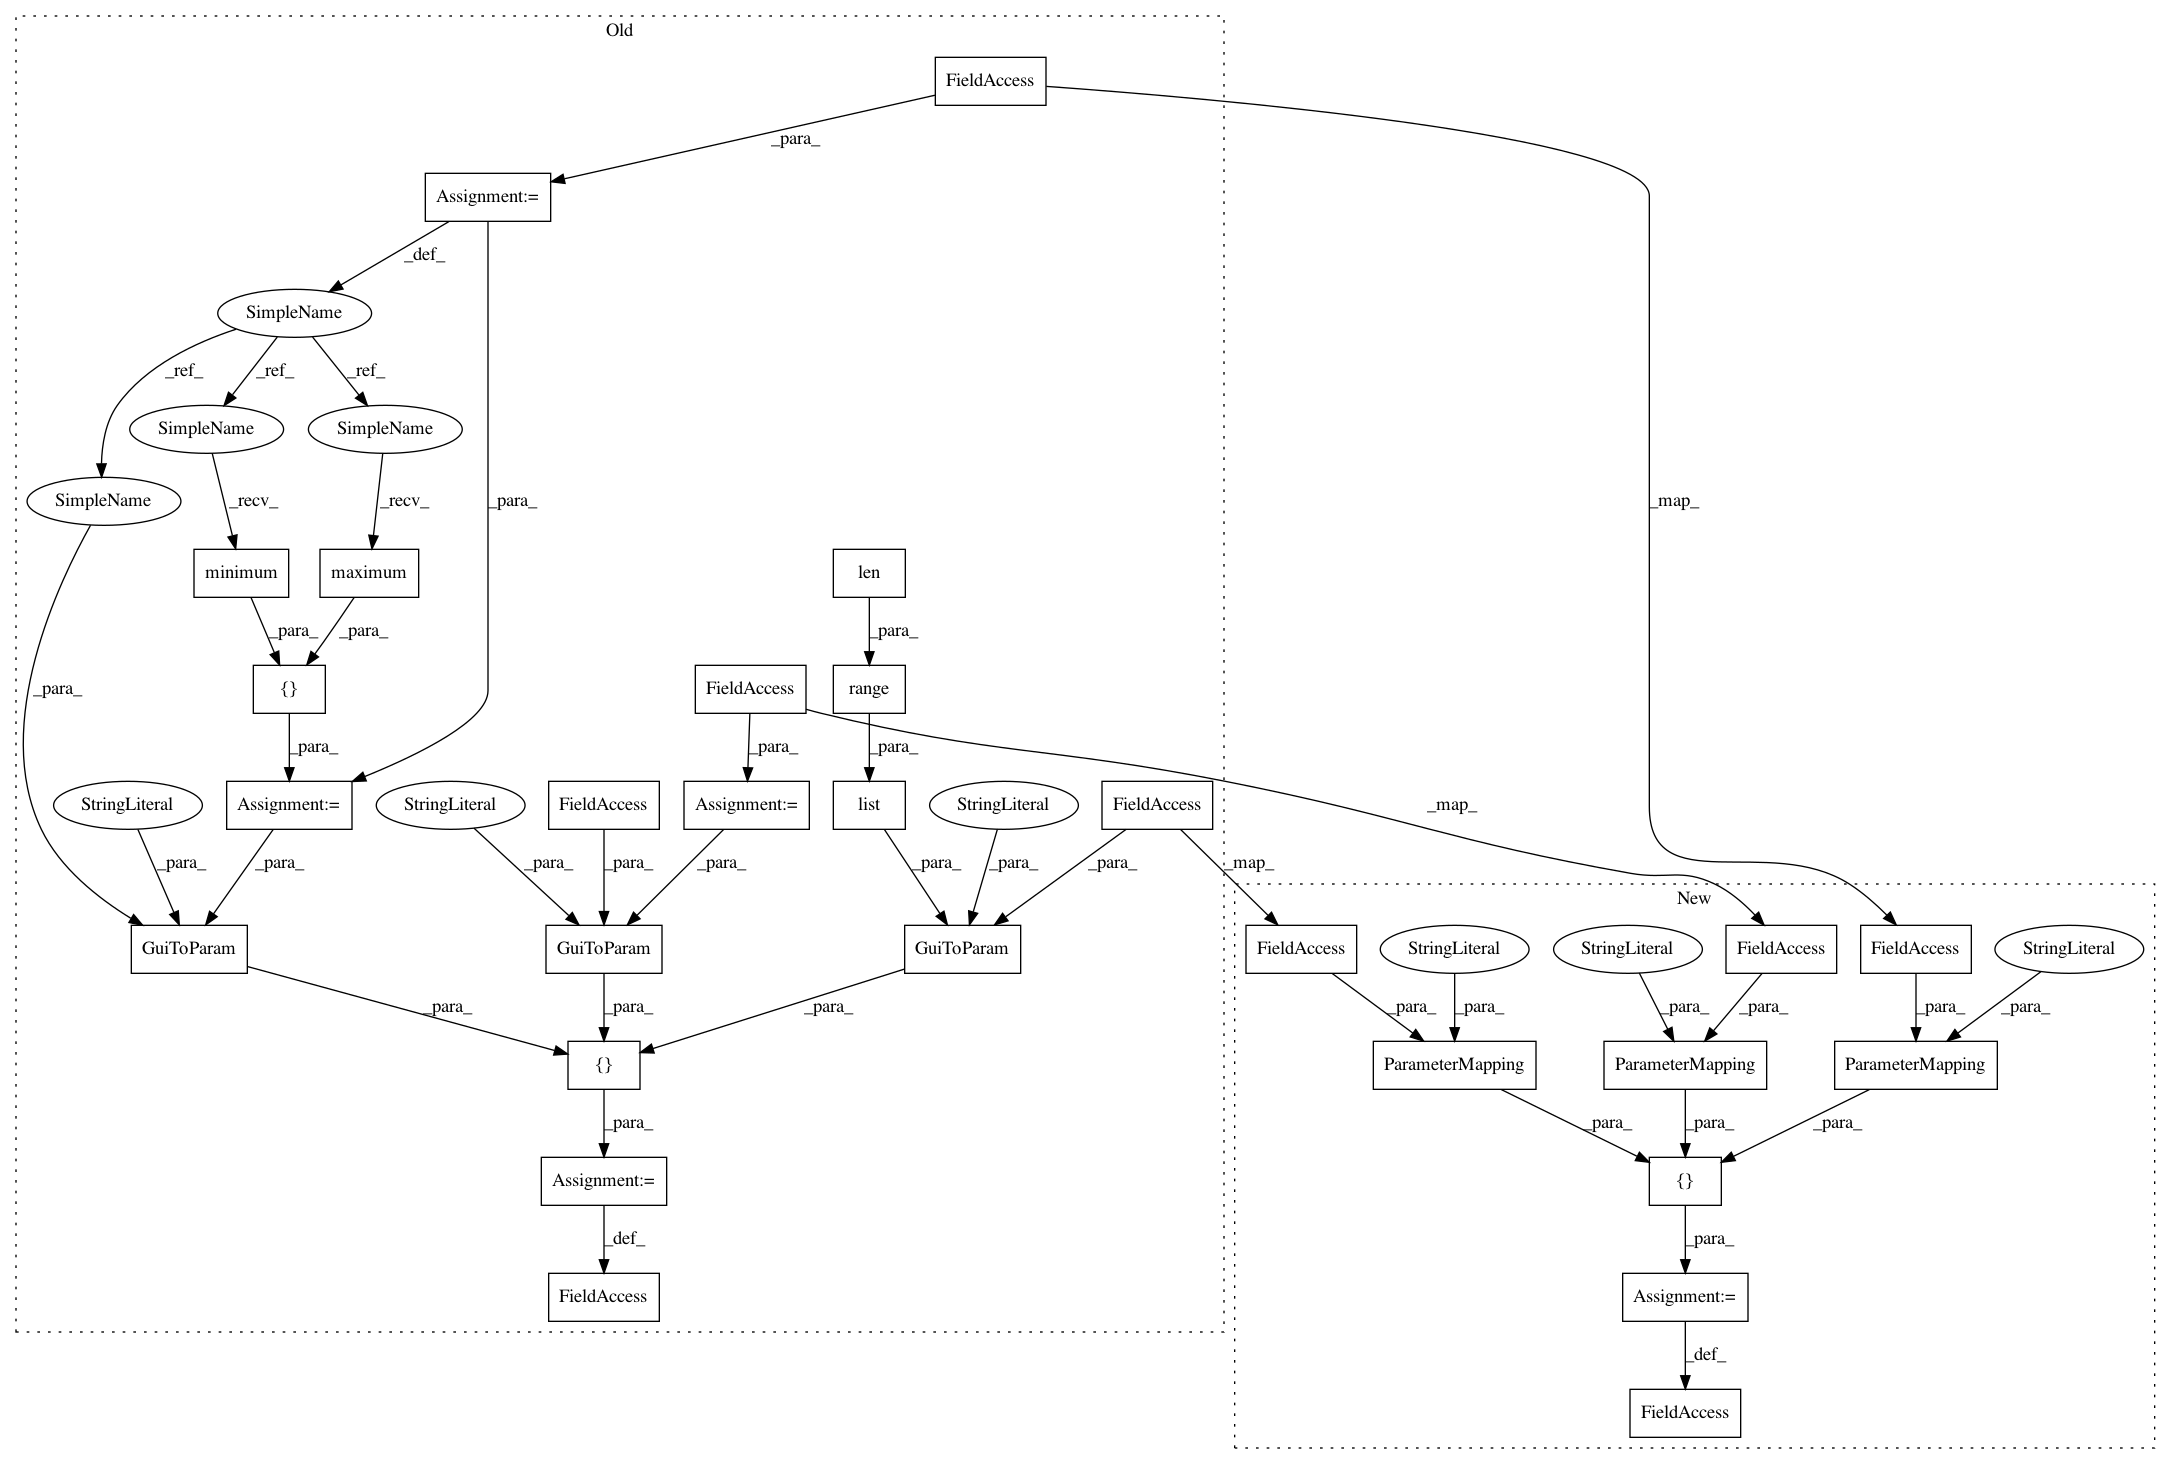 Old
FieldAccess
_para_
Assignment:=
_def_
SimpleName
_ref_ _ref_ _ref_
SimpleName SimpleName
SimpleName _recv_ _recv_ _para_ _map_
minimum maximum len
_para_ _para_ _para_
_para_ {} FieldAccess range
_para_ _para_ _para_
StringLiteral Assignment:= StringLiteral FieldAccess Assignment:= list StringLiteral FieldAccess _map_
_para_ _para_ _para_ _para_ _para_ _para_ _para_ _para_ _map_
New
GuiToParam GuiToParam GuiToParam FieldAccess StringLiteral StringLiteral FieldAccess FieldAccess StringLiteral
_para_ _para_ _para_ _para_ _para_ _para_ _para_ _para_ _para_
{} ParameterMapping ParameterMapping ParameterMapping
_para_ _para_ _para_ _para_
Assignment:= {}
_def_ _para_
FieldAccess Assignment:=
_def_
FieldAccess